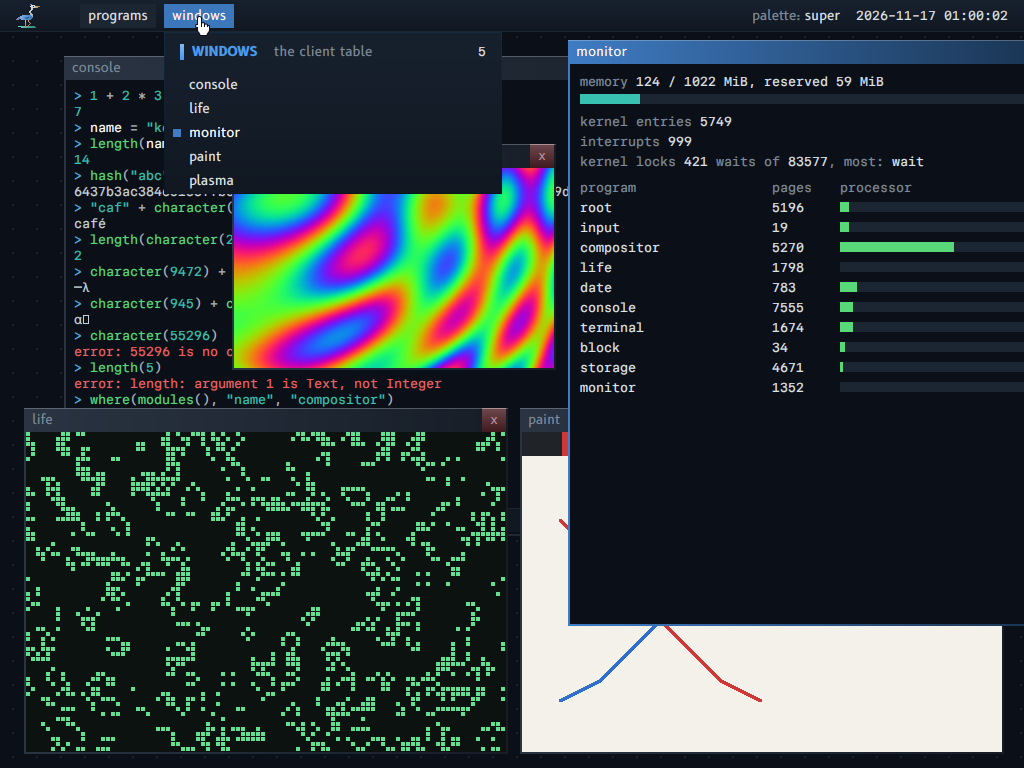 programs windows palette: super 2026-11-17 01:00:02
WINDOWS the client table 5
console
life
monitor
paint
plasma
console
> 1 + 2 * 3
7
> name =
> length(
14
> hash("abc"
> "caf" + character(
café
> length(character(2
2
> character(9472) +
─λ
> character(945) + c
α
> character(55296)
error: 55296 is no
> length(5)
error: length: argument 1 is Text, not Integer
> where(modules(), "name", "compositor")
x
monitor
memory 124 / 1022 MiB, reserved 59 MiB
kernel entries 5749
interrupts 999
kernel locks 421 waits of 83577, most: wait
program pages processor
root 5196
input 19
compositor 5270
life 1798
date 783
console 7555
terminal 1674
block 34
storage 4671
monitor 1352
life x
paint